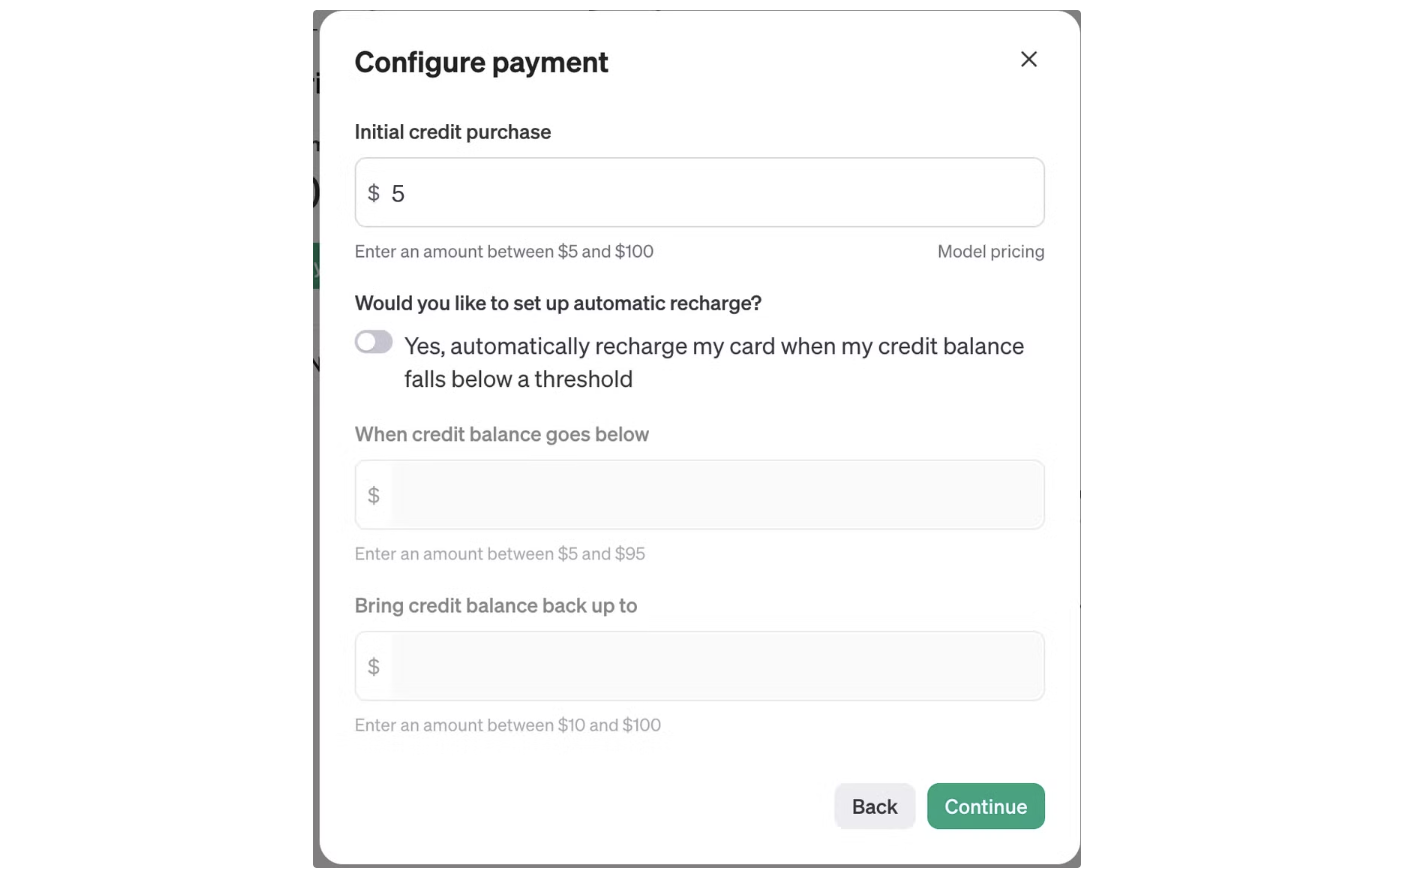 Configure payment
Initial credit purchase
$ 5
Enter an amount between $5 and $100 Model pricing
Would you like to set up automatic recharge?
Yes, automatically recharge my card when my credit balance
falls below a threshold
When credit balance goes below
$
Enter an amount between $5 and $95
Bring credit balance back up to
$
Enter an amount between $10 and $100
Back Continue